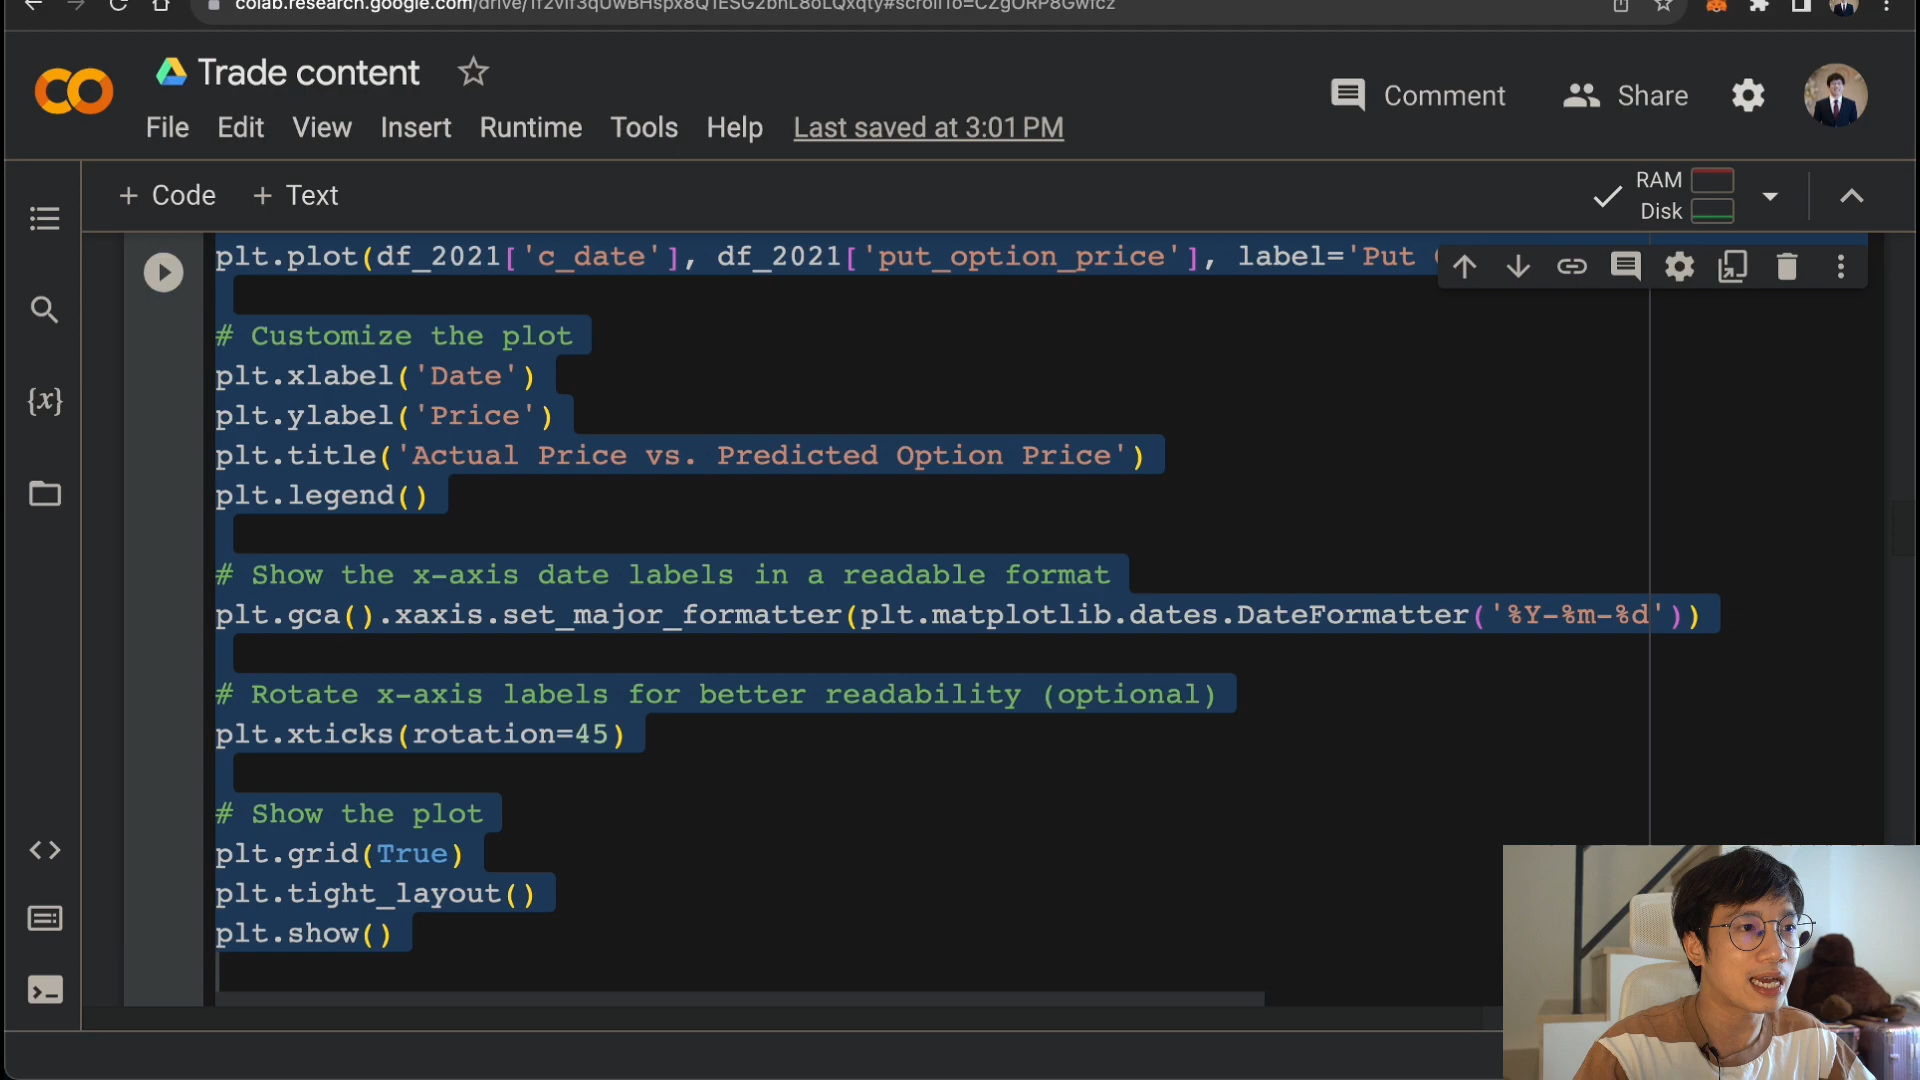 Trade content
Comment
Share
File Edit View Insert Runtime Tools Help Last saved at 3:01 PM
+ Code + Text
RAM
Disk
plt.plot(df_2021['c_date'], df_2021['put_option_price'], label='Put
# Customize the plot
plt.xlabel('Date')
plt.ylabel('Price')
plt.title('Actual Price vs. Predicted Option Price')
plt.legend()
# Show the x-axis date labels in a readable format
plt.gca().xaxis.set_major_formatter(plt.matplotlib.dates.DateFormatter('%Y-%m-%d'))
# Rotate x-axis labels for better readability (optional)
plt.xticks(rotation=45)
# Show the plot
plt.grid(True)
plt.tight_layout()
plt.show()